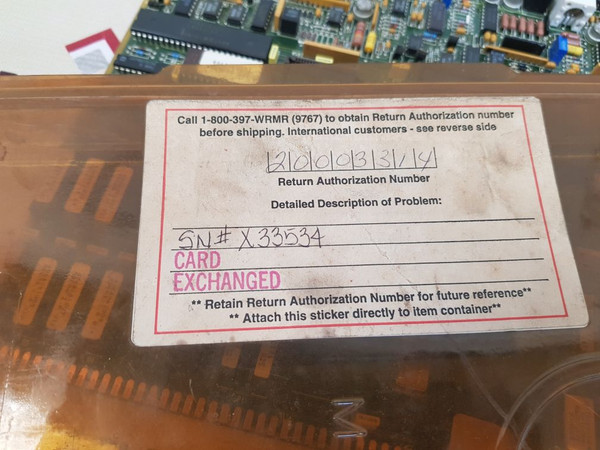 Call 1-800-397-WRMR (9767) to obtain Return Authorization number
before shipping. International customers - see reverse side
20003314
Return Authorization Number
Detailed Description of Problem:
SN# X33534
CARD
EXCHANGED
** Retain Return Authorization Number for future reference**
** Attach this sticker directly to item container**
M